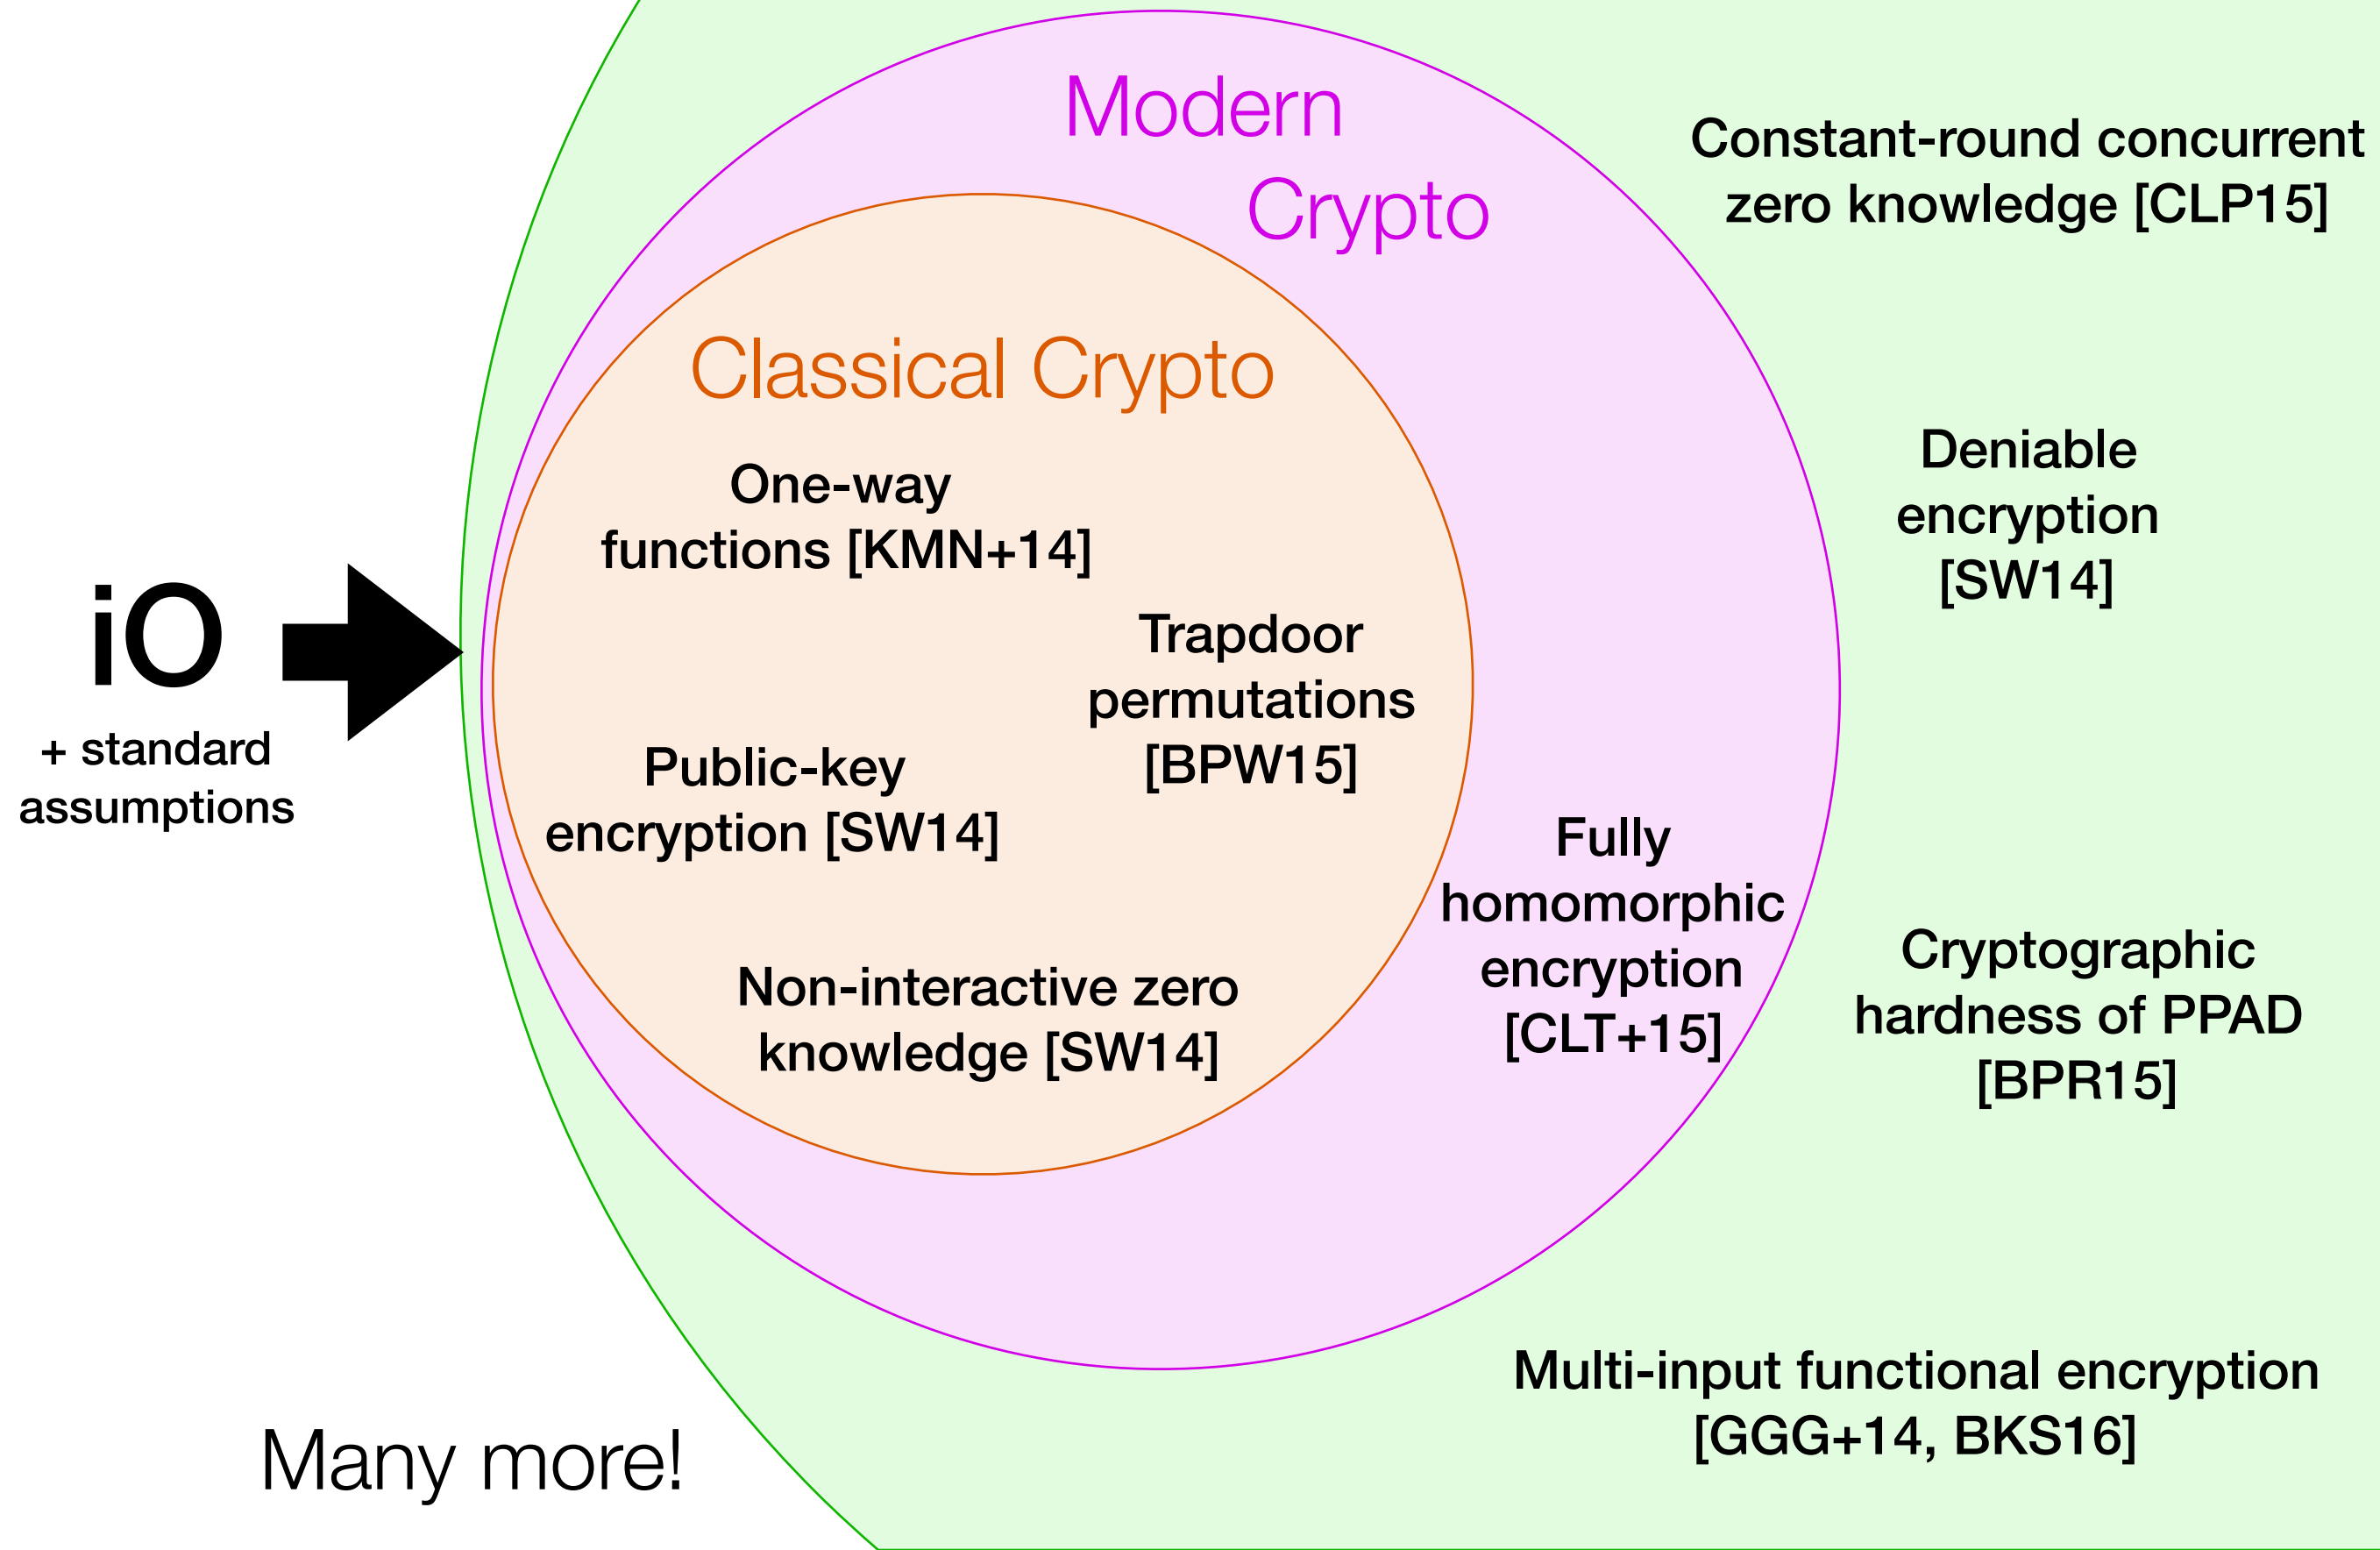 Modern
Crypto
Constant-round concurrent
zero knowledge [CLP15]
Classical Crypto
One-way
functions [KMN+14]
Deniable
encryption
[SW14]
iO
+ standard
assumptions
Trapdoor
permutations
[BPW15]
Public-key
encryption [SW14]
Fully
homomorphic
encryption
[CLT+15]
Non-interactive zero
knowledge [SW14]
Cryptographic
hardness of PPAD
[BPR15]
Multi-input functional encryption
[GGG+14, BKS16]
Many more!